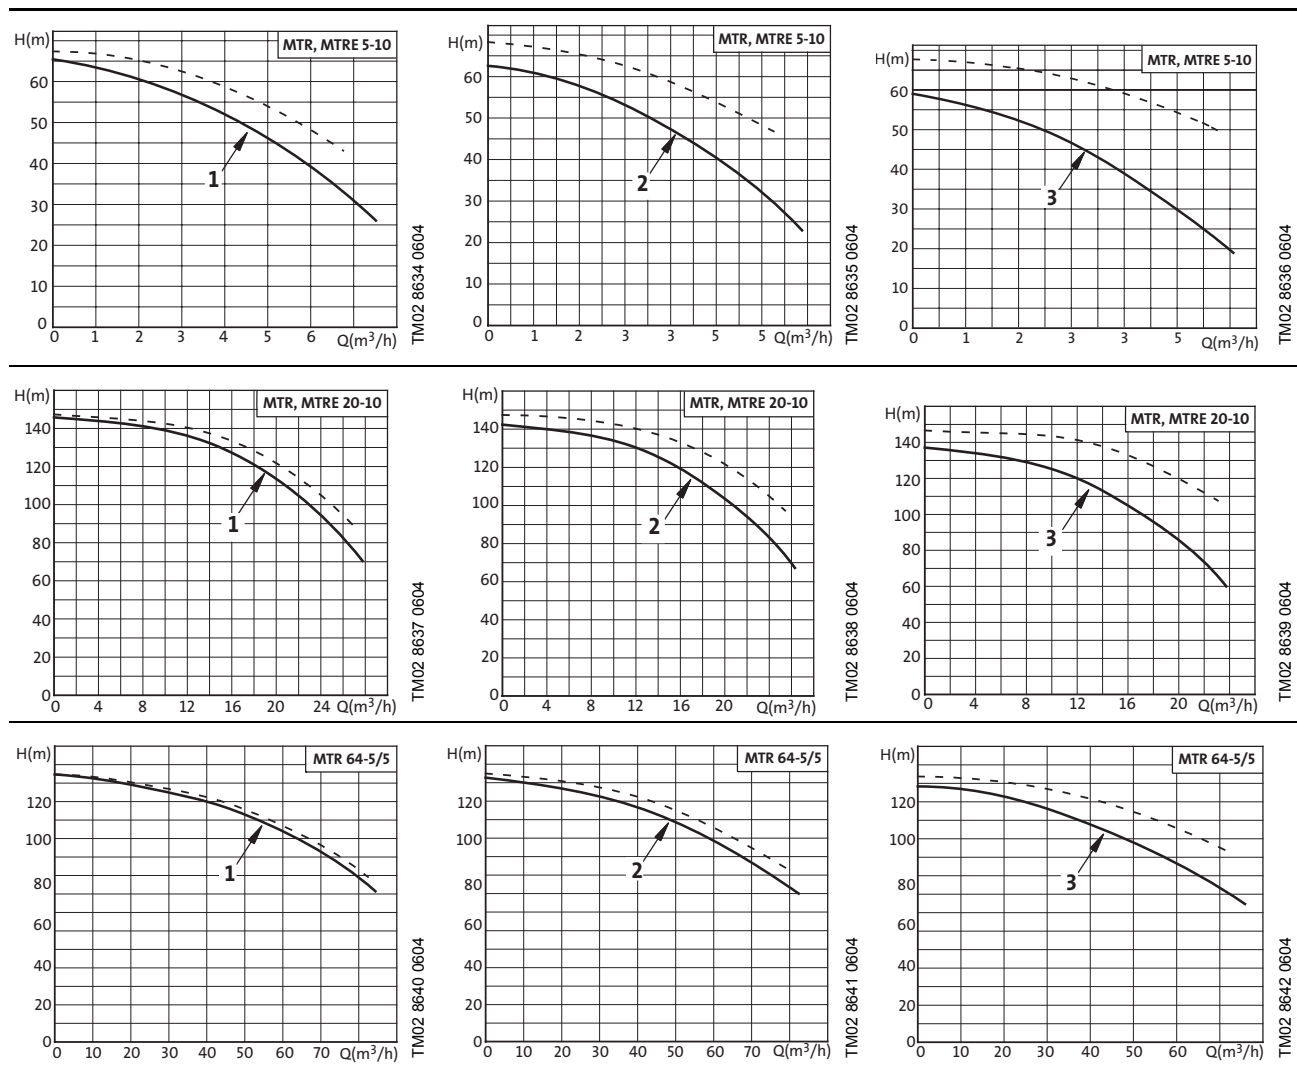 H(m)
MTR, MTRE 5-10
60
50
40
30
20
10
0
1
0 1 2 3 4 5 6 Q(m³/h)
TM02 8634 0604
H(m)
MTR, MTRE 5-10
60
50
40
30
20
10
0
2
0 1 2 3 3 5 5 Q(m³/h)
TM02 8635 0604
H(m)
MTR, MTRE 5-10
60
50
40
30
20
10
0
3
0 1 2 3 3 5 Q(m³/h)
TM02 8636 0604
H(m)
MTR, MTRE 20-10
140
120
100
80
60
40
20
0
1
0 4 8 12 16 20 24 Q(m³/h)
TM02 8637 0604
H(m)
MTR, MTRE 20-10
140
120
100
80
60
40
20
0
2
0 4 8 12 16 20 Q(m³/h)
TM02 8638 0604
H(m)
MTR, MTRE 20-10
140
120
100
80
60
40
20
0
3
0 4 8 12 16 20 Q(m³/h)
TM02 8639 0604
H(m)
MTR 64-5/5
120
100
80
60
40
20
0
1
0 10 20 30 40 50 60 70 Q(m³/h)
TM02 8640 0604
H(m)
MTR 64-5/5
120
100
80
60
40
20
0
2
0 10 20 30 40 50 60 70 Q(m³/h)
TM02 8641 0604
H(m)
MTR 64-5/5
120
100
80
60
40
20
0
3
0 10 20 30 40 50 60 Q(m³/h)
TM02 8642 0604